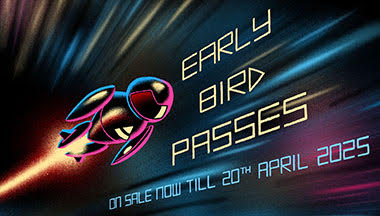 EARLY
BIRD
PASSES
ON SALE NOW TILL 20TH APRIL 2025